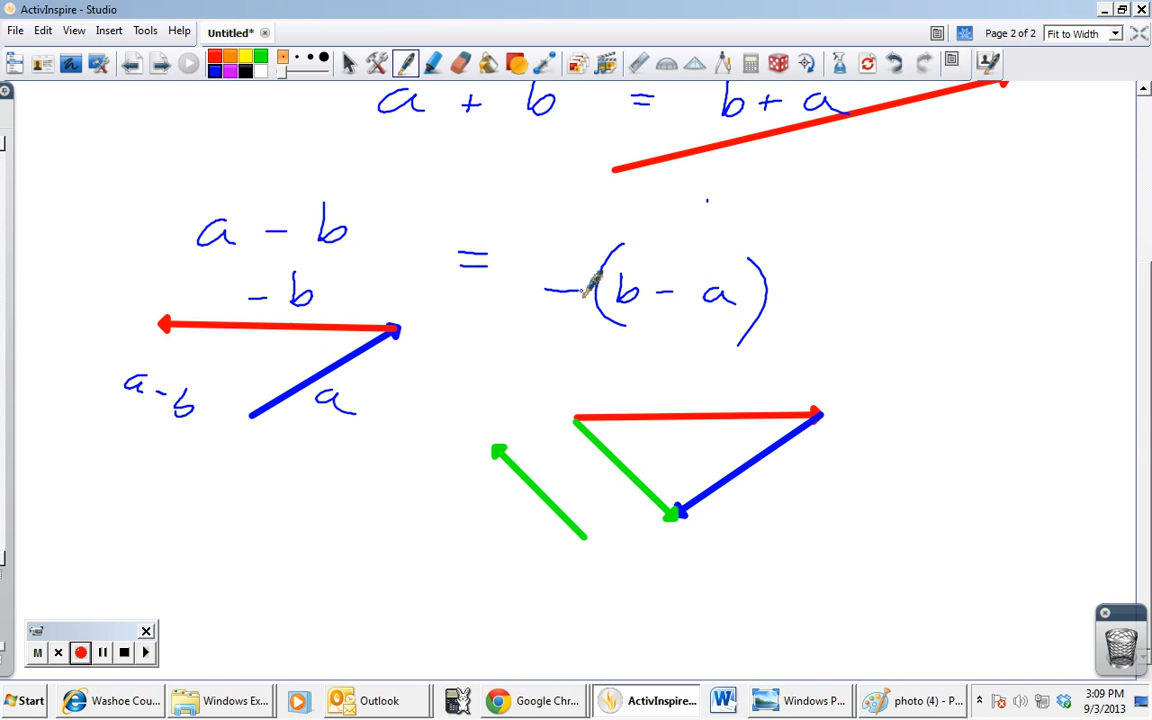 ActivInspire - Studio
File Edit View Insert Tools Help Untitled* Page 2 of 2 Fit to Width
a + b = b + a
a - b
= -(b - a)
- b
a - b
a
M
Start Washoe Cou... Windows Ex... Outlook Google Chr... ActivInspire... Windows P... photo (4) - P... 3:09 PM
9/3/2013